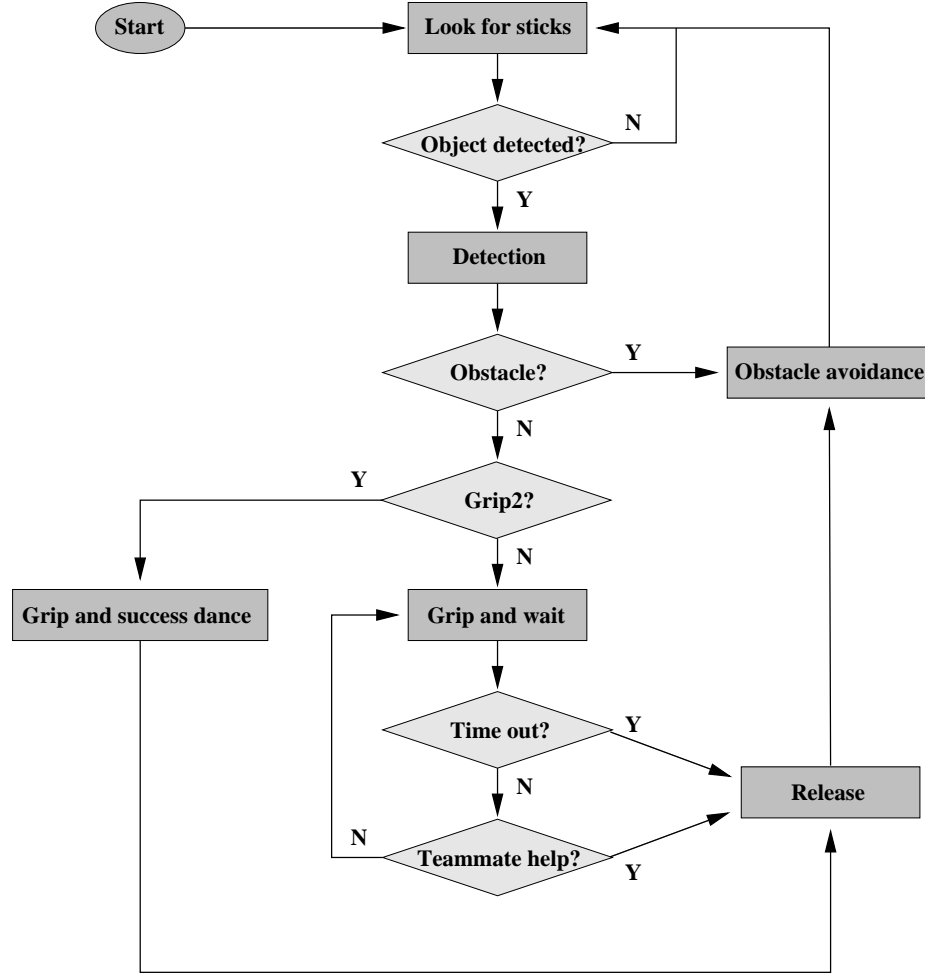 Start
Look for sticks
N
Object detected?
Y
Detection
Y
Obstacle?
Obstacle avoidance
N
Y
Grip2?
N
Grip and success dance
Grip and wait
Y
Time out?
N
Release
N
Teammate help?
Y